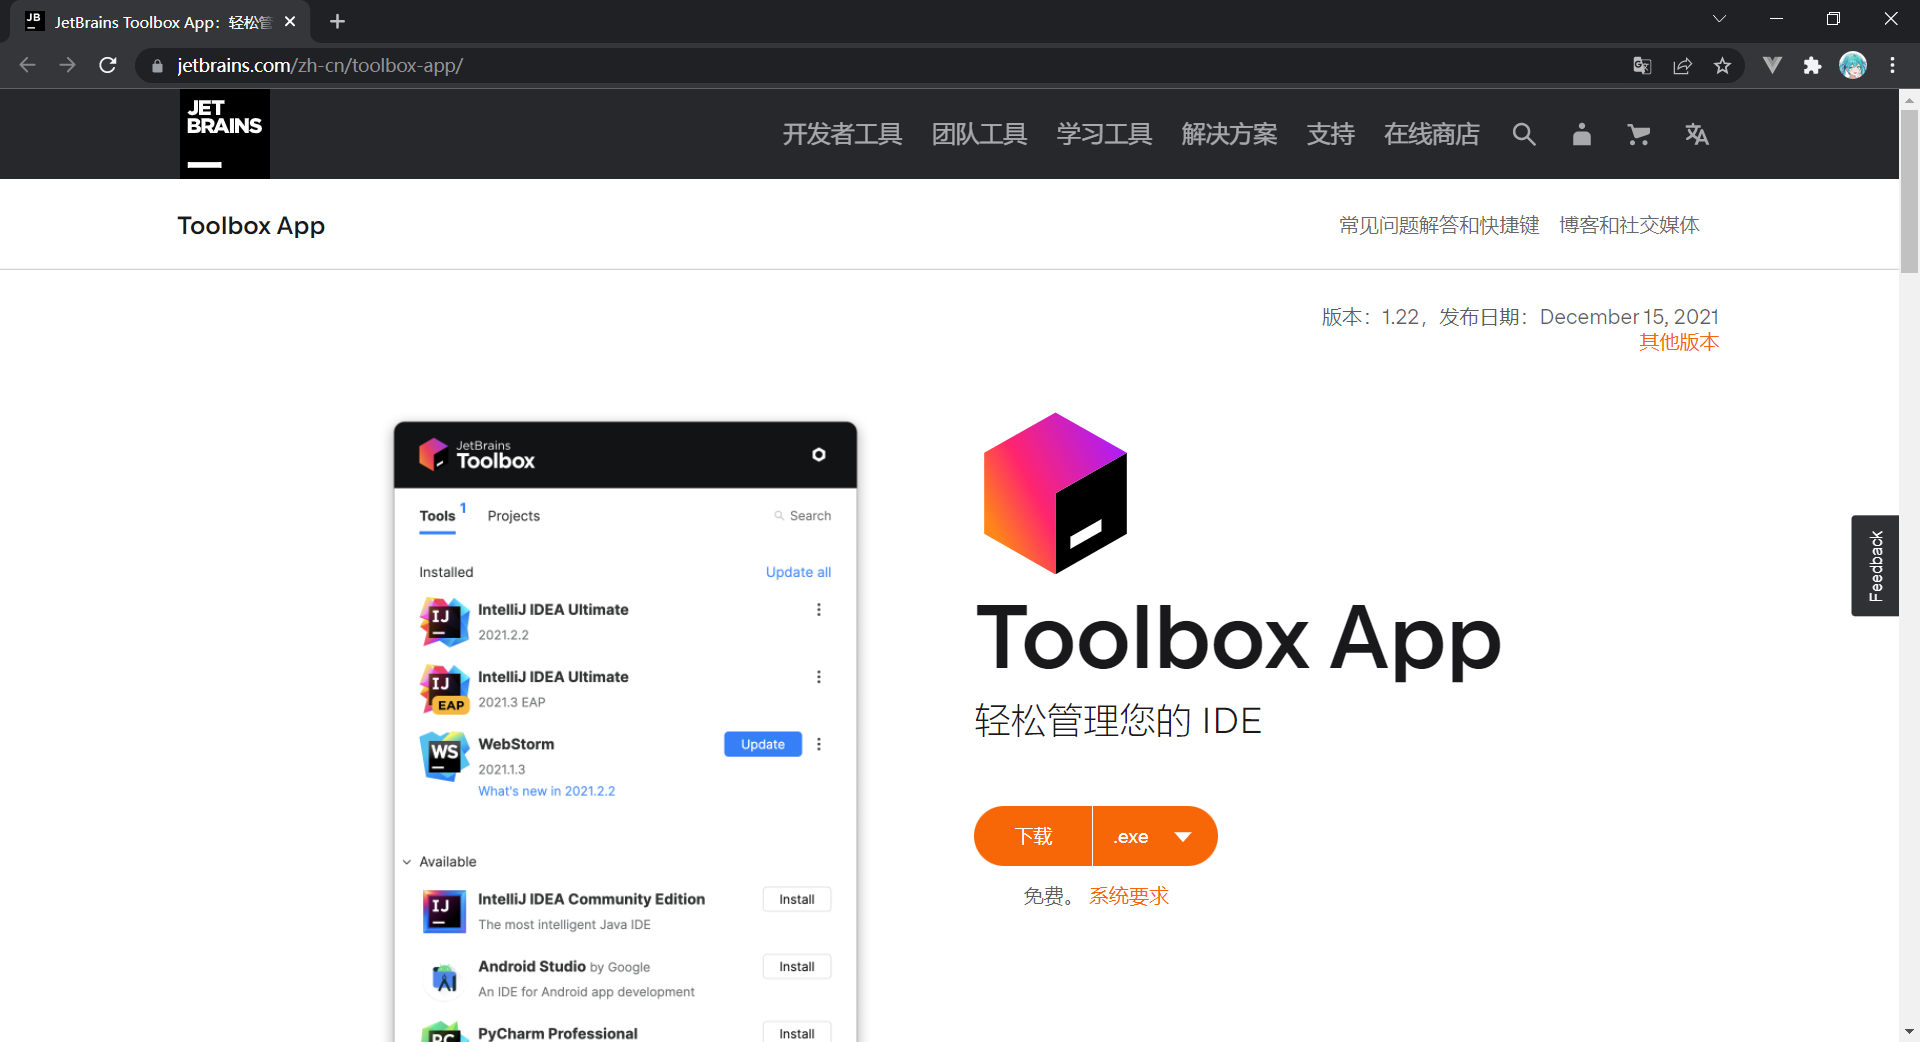 JB JetBrains Toolbox App：轻松管
jetbrains.com/zh-cn/toolbox-app/
JET
BRAINS
开发者工具 团队工具 学习工具 解决方案 支持 在线商店
Toolbox App
常见问题解答和快捷键 博客和社交媒体
版本：1.22，发布日期：December 15, 2021
其他版本
JetBrains
Toolbox
Tools 1 Projects Search
Installed Update all
IJ IntelliJ IDEA Ultimate
2021.2.2
IJ IntelliJ IDEA Ultimate
EAP 2021.3 EAP
WS WebStorm Update
2021.1.3
What's new in 2021.2.2
Available
IJ IntelliJ IDEA Community Edition Install
The most intelligent Java IDE
Android Studio by Google Install
An IDE for Android app development
PC PyCharm Professional Install
Toolbox App
轻松管理您的 IDE
下载 .exe
免费。 系统要求
Feedback